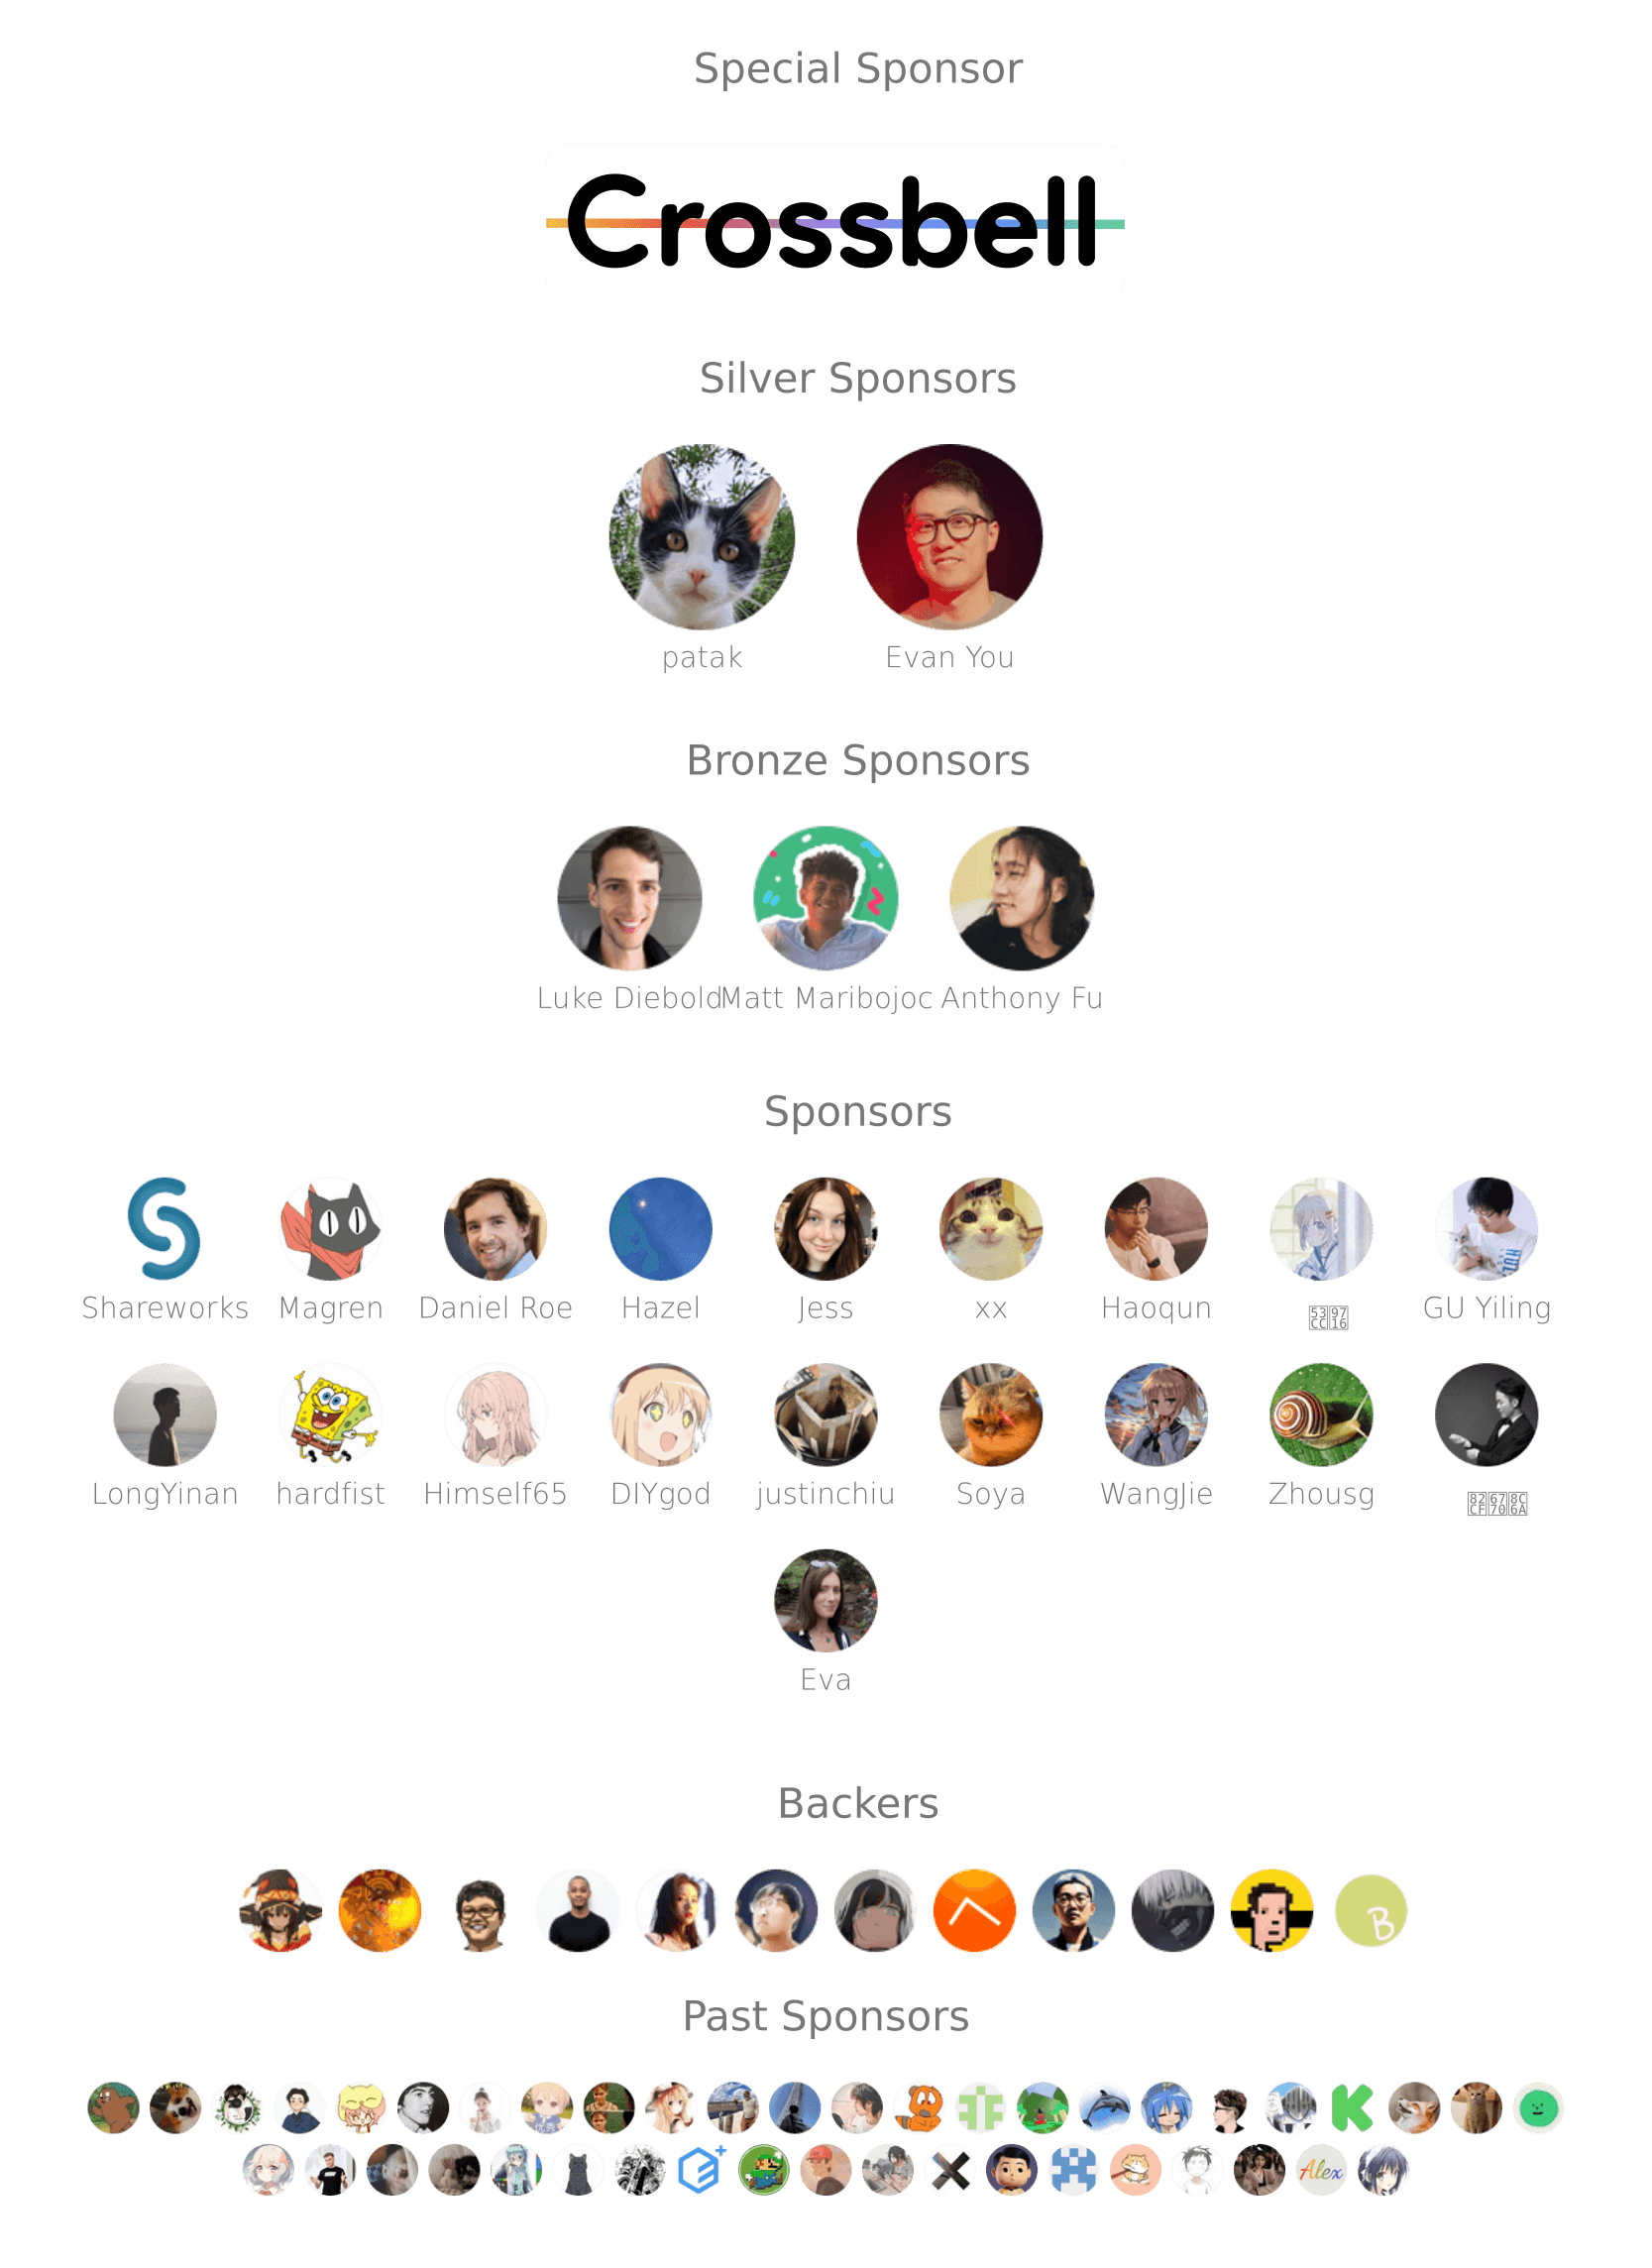 Special Sponsor
Crossbell
Silver Sponsors
patak Evan You
Bronze Sponsors
Luke Diebold Matt Maribojoc Anthony Fu
Sponsors
Shareworks Magren Daniel Roe Hazel Jess xx Haoqun GU Yiling
LongYinan hardfist Himself65 DIYgod justinchiu Soya WangJie Zhousg
Eva
Backers
B
Past Sponsors
K
Alex